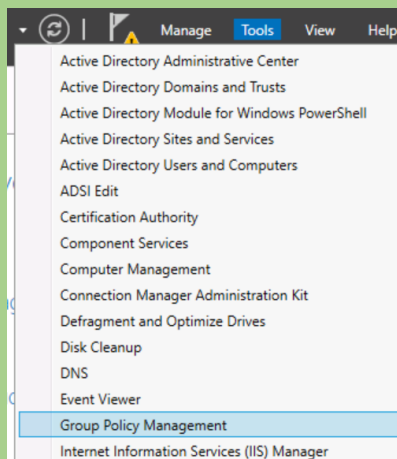 Manage Tools View Help
Active Directory Administrative Center
Active Directory Domains and Trusts
Active Directory Module for Windows PowerShell
Active Directory Sites and Services
Active Directory Users and Computers
ADSI Edit
Certification Authority
Component Services
Computer Management
Connection Manager Administration Kit
Defragment and Optimize Drives
Disk Cleanup
DNS
Event Viewer
Group Policy Management
Internet Information Services (IIS) Manager